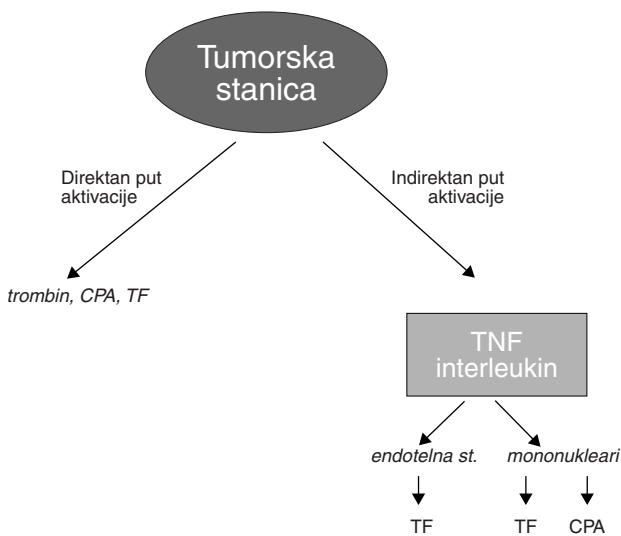 Tumorska
stanica
Direktan put
aktivacije
Indirektan put
aktivacije
trombin, CPA, TF
TNF
interleukin
endotelna st.
mononukleari
TF
TF
CPA